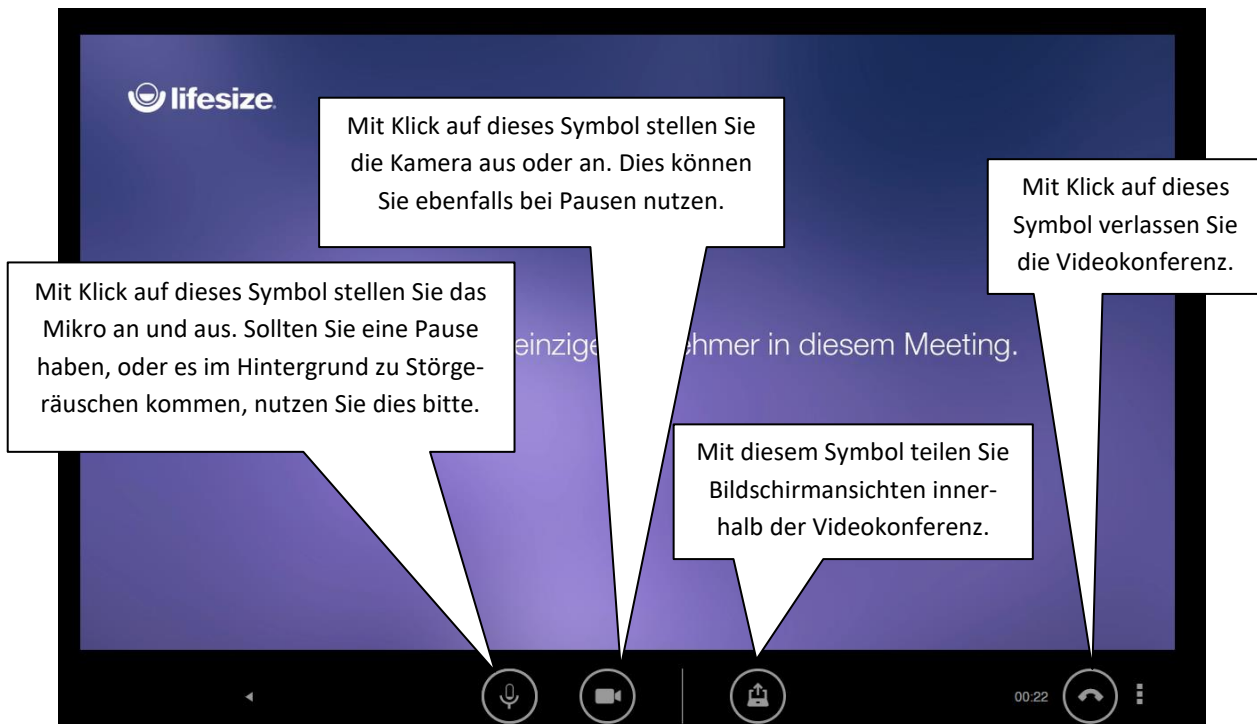 lifesize
Mit Klick auf dieses Symbol stellen Sie
die Kamera aus oder an. Dies können
Sie ebenfalls bei Pausen nutzen.
Mit Klick auf dieses
Symbol verlassen Sie
die Videokonferenz.
Mit Klick auf dieses Symbol stellen Sie das
Mikro an und aus. Sollten Sie eine Pause
haben, oder es im Hintergrund zu Störge-
räuschen kommen, nutzen Sie dies bitte.
in diesem Meeting.
Mit diesem Symbol teilen Sie
Bildschirmansichten inner-
halb der Videokonferenz.
00:22